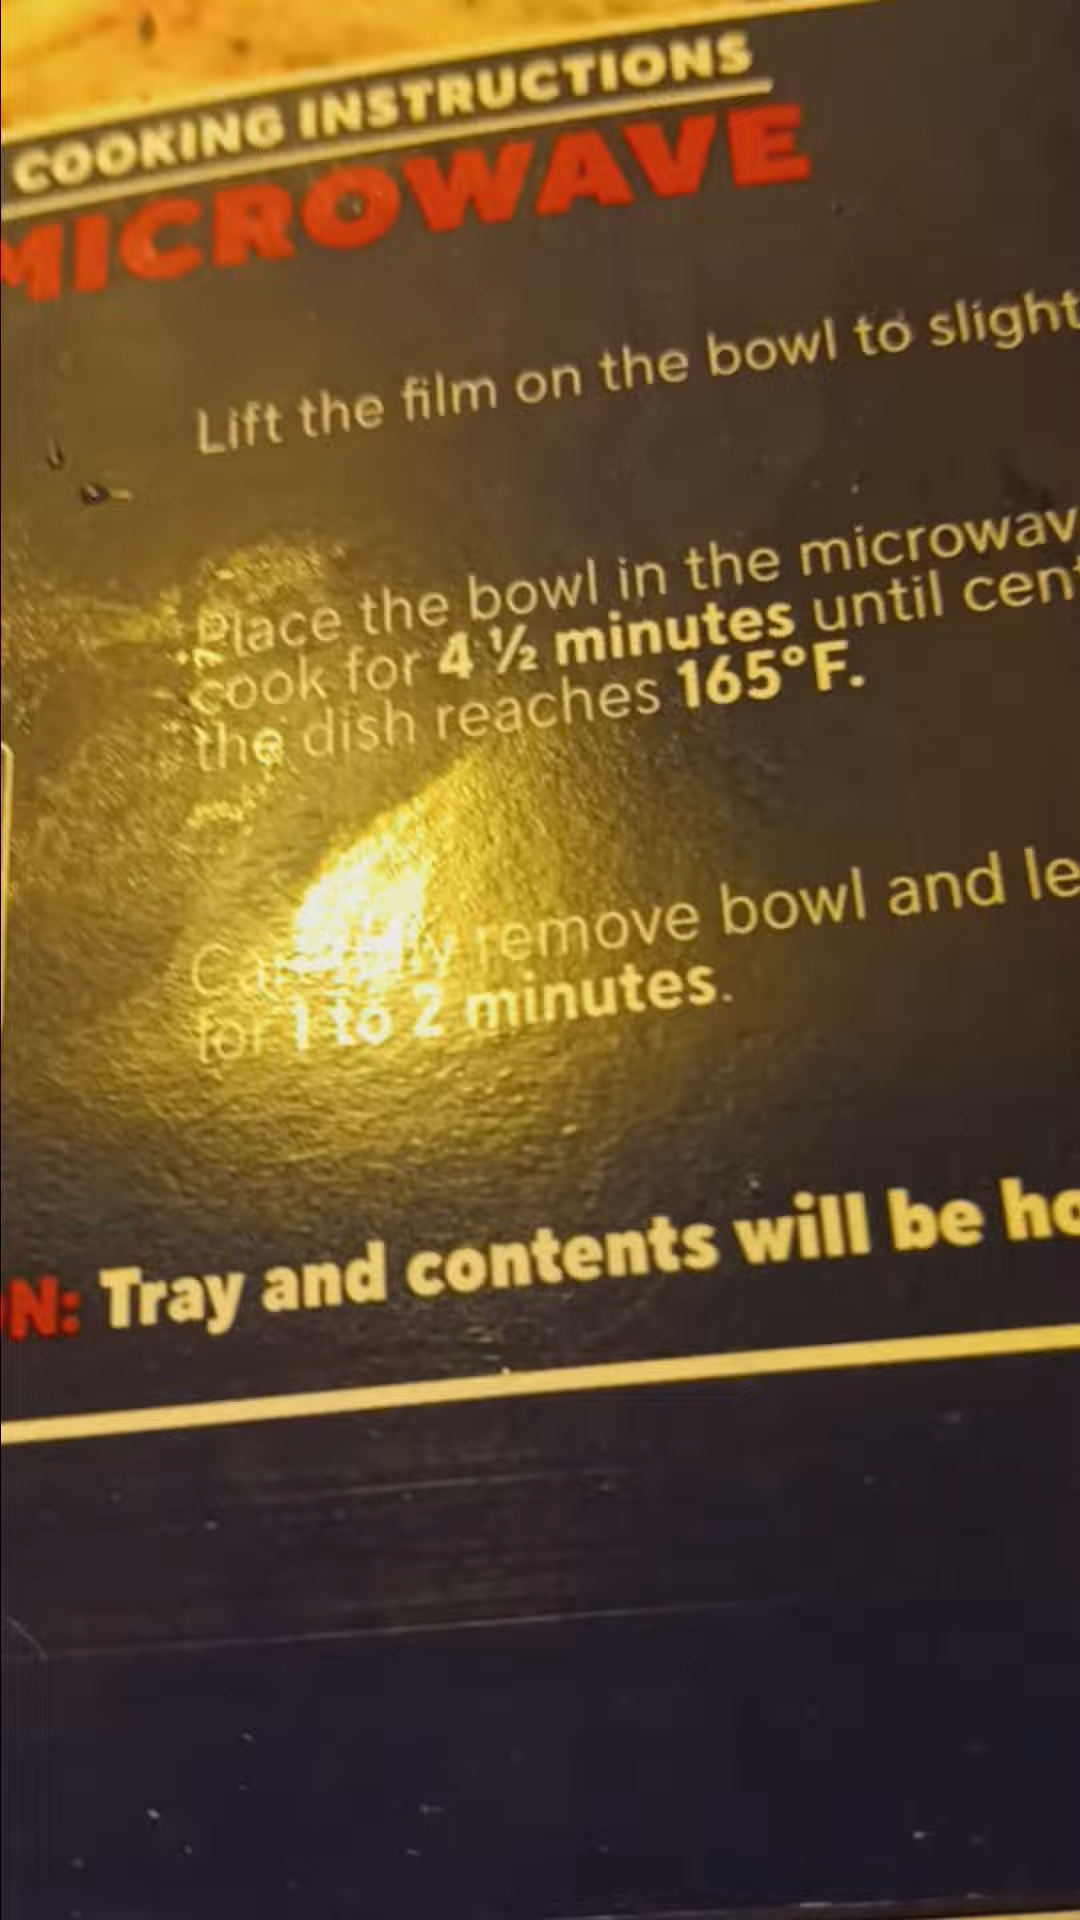 COOKING INSTRUCTIONS
MICROWAVE
Lift the film on the bowl to slight
Place the bowl in the microwav
cook for 4 ½ minutes until cent
the dish reaches 165°F.
Carefully remove bowl and le
for 1 to 2 minutes.
N: Tray and contents will be ho